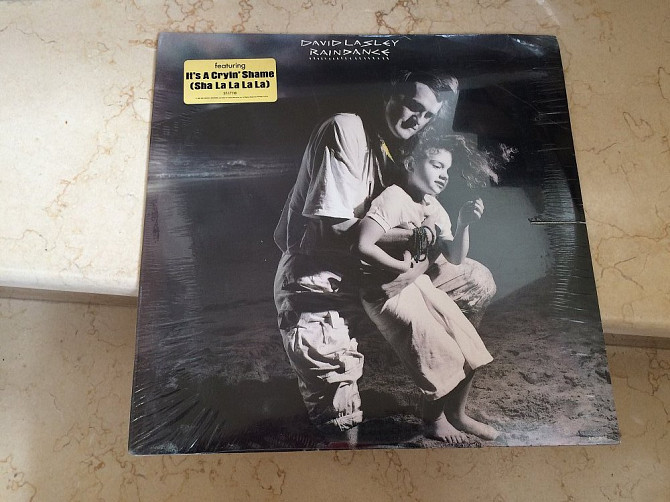 DAVID LASLEY
RAINDANCE
featuring
It's A Cryin' Shame
(Sha La La La La)